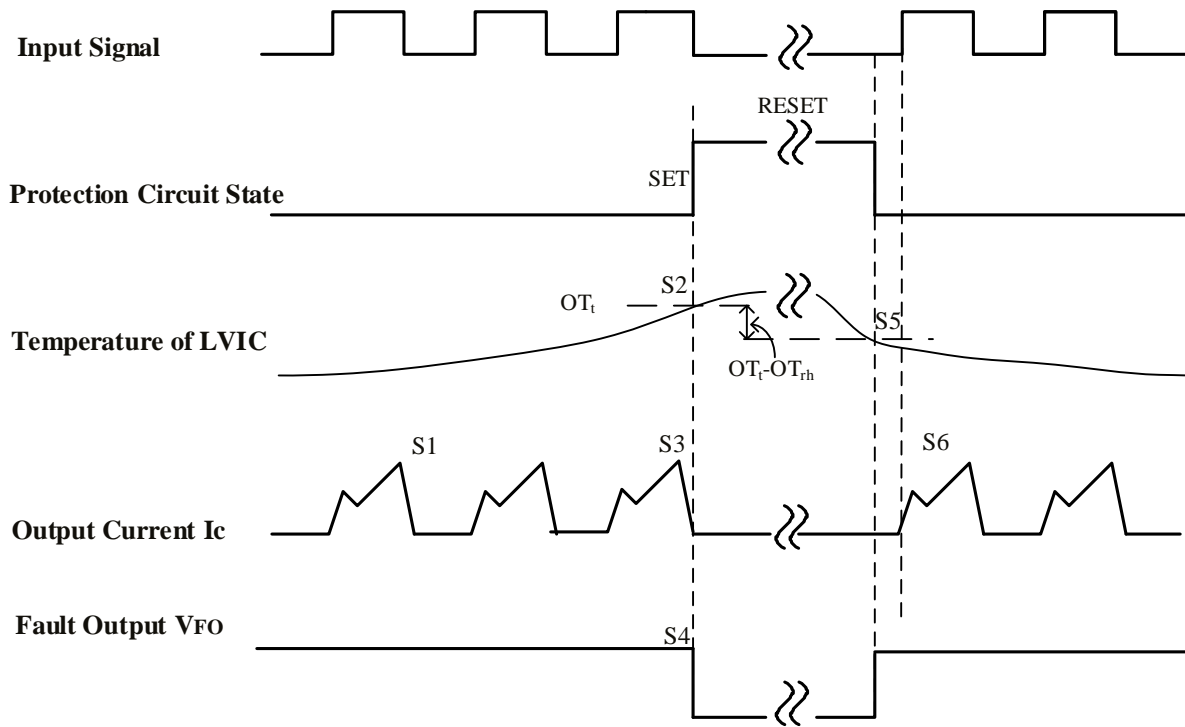 Input Signal
RESET
Protection Circuit State
SET
S2
OTt
S5
Temperature of LVIC
OTt-OTrh
S1
S3
S6
Output Current Ic
Fault Output VFO
S4